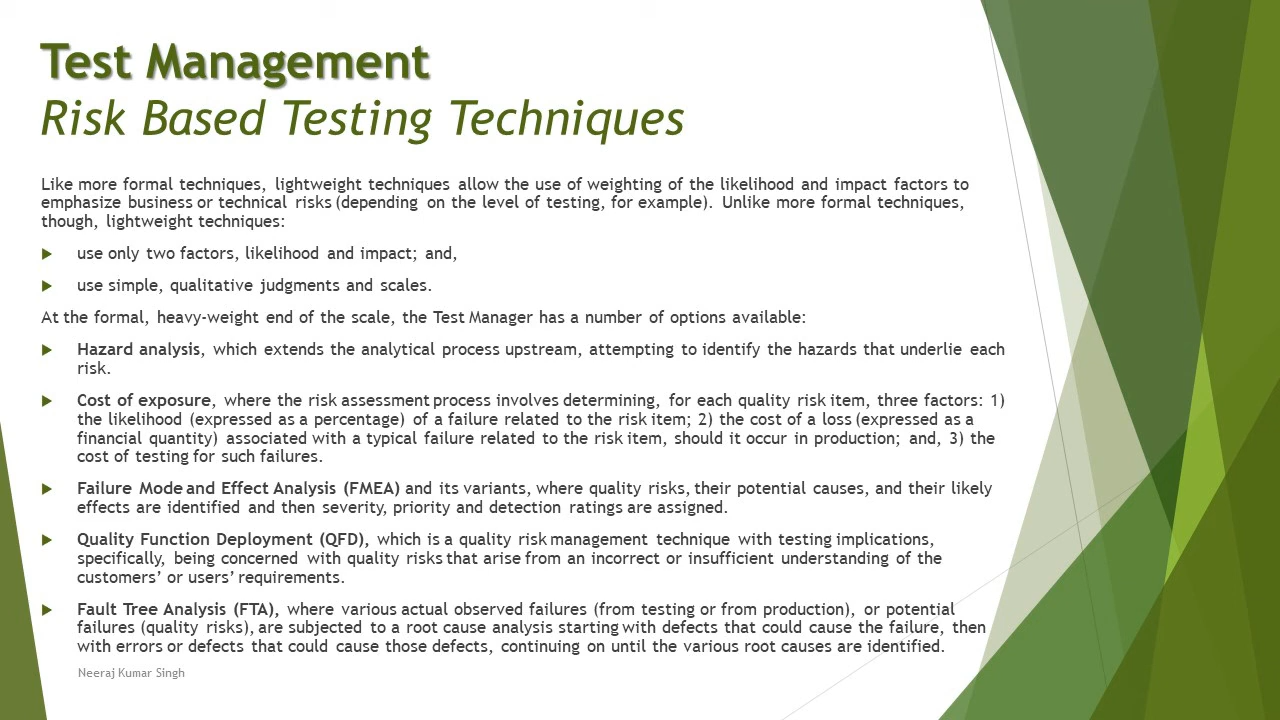 Test Management
Risk Based Testing Techniques
Like more formal techniques, lightweight techniques allow the use of weighting of the likelihood and impact factors to
emphasize business or technical risks (depending on the level of testing, for example). Unlike more formal techniques,
though, lightweight techniques:
use only two factors, likelihood and impact; and,
use simple, qualitative judgments and scales.
At the formal, heavy-weight end of the scale, the Test Manager has a number of options available:
Hazard analysis, which extends the analytical process upstream, attempting to identify the hazards that underlie each
risk.
Cost of exposure, where the risk assessment process involves determining, for each quality risk item, three factors: 1)
the likelihood (expressed as a percentage) of a failure related to the risk item; 2) the cost of a loss (expressed as a
financial quantity) associated with a typical failure related to the risk item, should it occur in production; and, 3) the
cost of testing for such failures.
Failure Mode and Effect Analysis (FMEA) and its variants, where quality risks, their potential causes, and their likely
effects are identified and then severity, priority and detection ratings are assigned.
Quality Function Deployment (QFD), which is a quality risk management technique with testing implications,
specifically, being concerned with quality risks that arise from an incorrect or insufficient understanding of the
customers’ or users’ requirements.
Fault Tree Analysis (FTA), where various actual observed failures (from testing or from production), or potential
failures (quality risks), are subjected to a root cause analysis starting with defects that could cause the failure, then
with errors or defects that could cause those defects, continuing on until the various root causes are identified.
Neeraj Kumar Singh